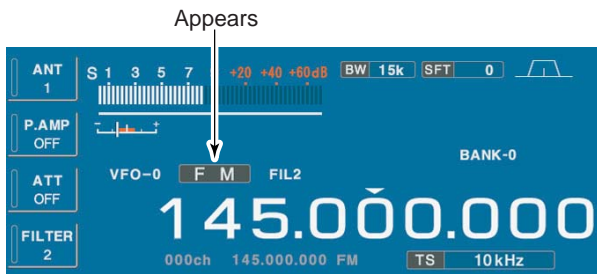 Appears
ANT
1
S 1 3 5 7 +20 +40 +60dB
BW 15k SFT 0
P.AMP
OFF
- +
BANK-0
ATT
OFF
VFO-0 F M FIL2
145.000.000
FILTER
2
000ch 145.000.000 FM TS 10kHz